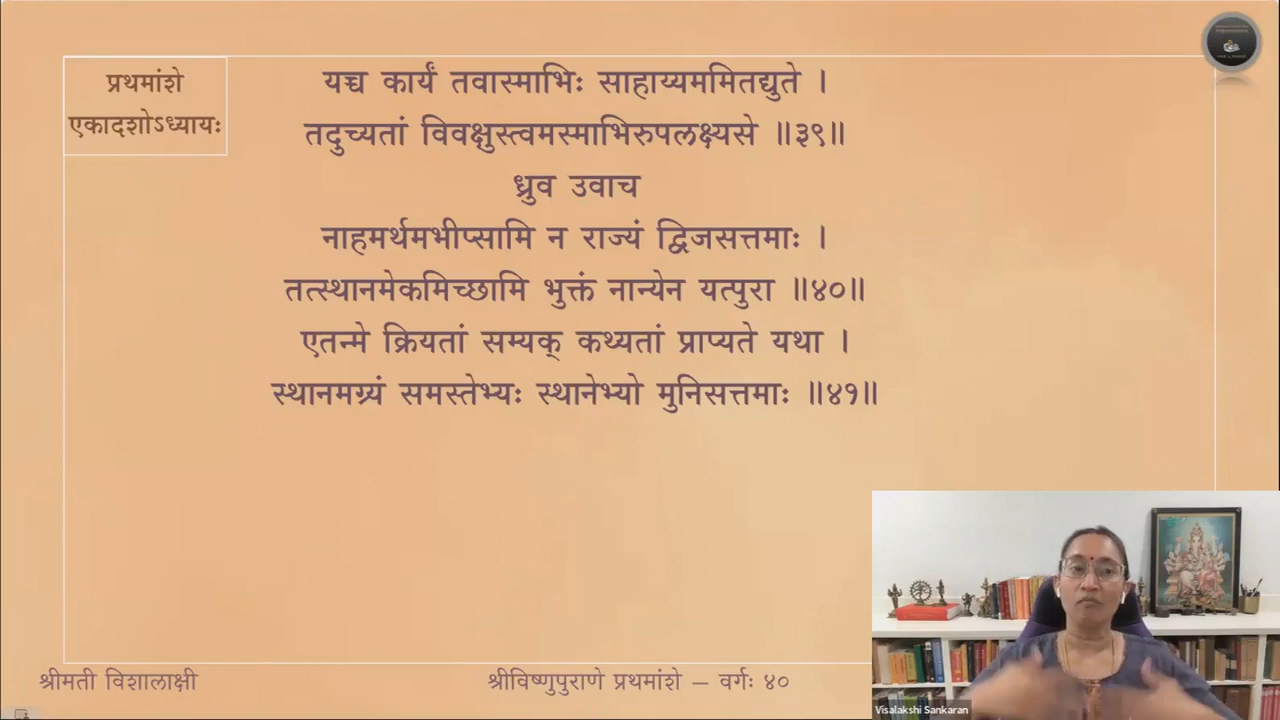 प्रथमांशे
एकादशोऽध्यायः
यच्च कार्यं तवास्माभिः साहाय्यममितद्युते ।
तदुच्यतां विवक्षुस्त्वमस्माभिरुपलक्ष्यसे ॥३९॥
ध्रुव उवाच
नाहमर्थमभीप्सामि न राज्यं द्विजसत्तमाः ।
तत्स्थानमेकमिच्छामि भुक्तं नान्येन यत्पुरा ॥४०॥
एतन्मे क्रियतां सम्यक् कथ्यतां प्राप्यते यथा ।
स्थानमग्र्यं समस्तेभ्यः स्थानेभ्यो मुनिसत्तमाः ॥४१॥
श्रीमती विशालाक्षी
श्रीविष्णुपुराणे प्रथमांशे – वर्गः ४०
Visalakshi Sankaran